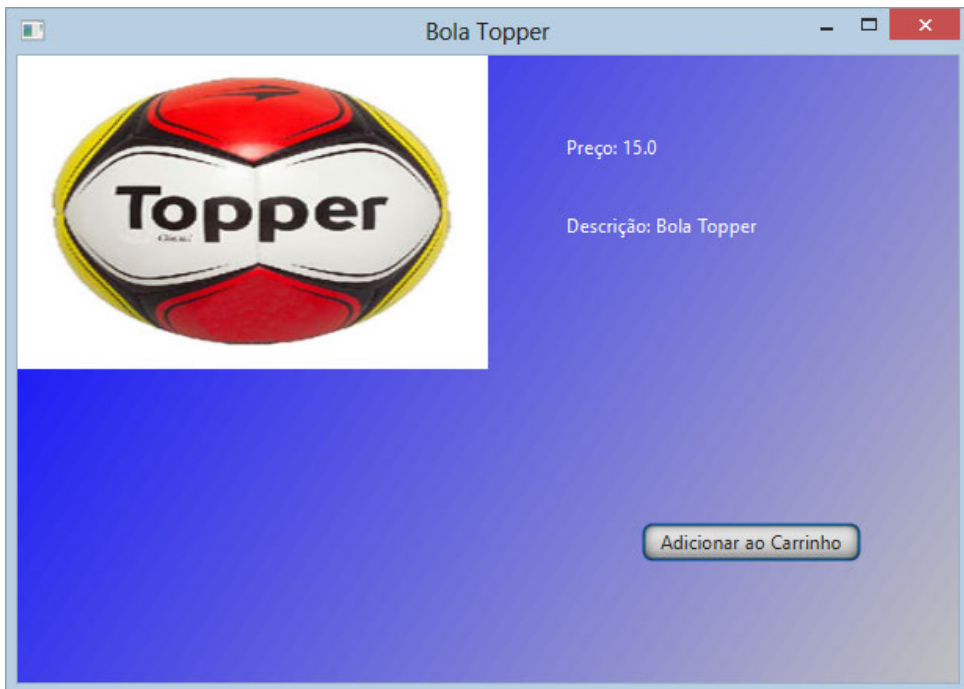 Bola Topper
Topper
Preço: 15.0
Descrição: Bola Topper
Adicionar ao Carrinho